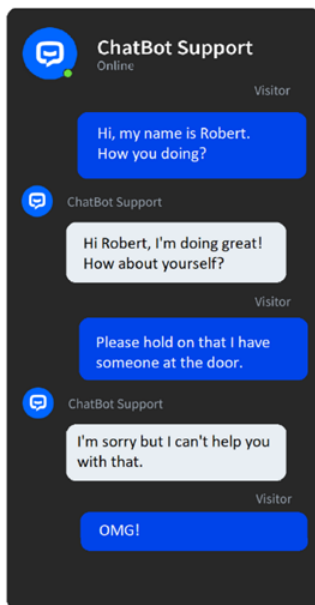 ChatBot Support
Online
Visitor
Hi, my name is Robert.
How you doing?
ChatBot Support
Hi Robert, I'm doing great!
How about yourself?
Visitor
Please hold on that I have
someone at the door.
ChatBot Support
I'm sorry but I can't help you
with that.
Visitor
OMG!